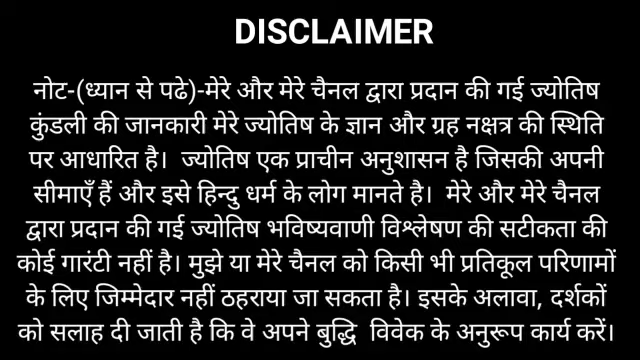 DISCLAIMER
नोट-(ध्यान से पढे)-मेरे और मेरे चैनल द्वारा प्रदान की गई ज्योतिष
कुंडली की जानकारी मेरे ज्योतिष के ज्ञान और ग्रह नक्षत्र की स्थिति
पर आधारित है। ज्योतिष एक प्राचीन अनुशासन है जिसकी अपनी
सीमाएँ हैं और इसे हिन्दु धर्म के लोग मानते है। मेरे और मेरे चैनल
द्वारा प्रदान की गई ज्योतिष भविष्यवाणी विश्लेषण की सटीकता की
कोई गारंटी नहीं है। मुझे या मेरे चैनल को किसी भी प्रतिकूल परिणामों
के लिए जिम्मेदार नहीं ठहराया जा सकता है। इसके अलावा, दर्शकों
को सलाह दी जाती है कि वे अपने बुद्धि विवेक के अनुरूप कार्य करें।